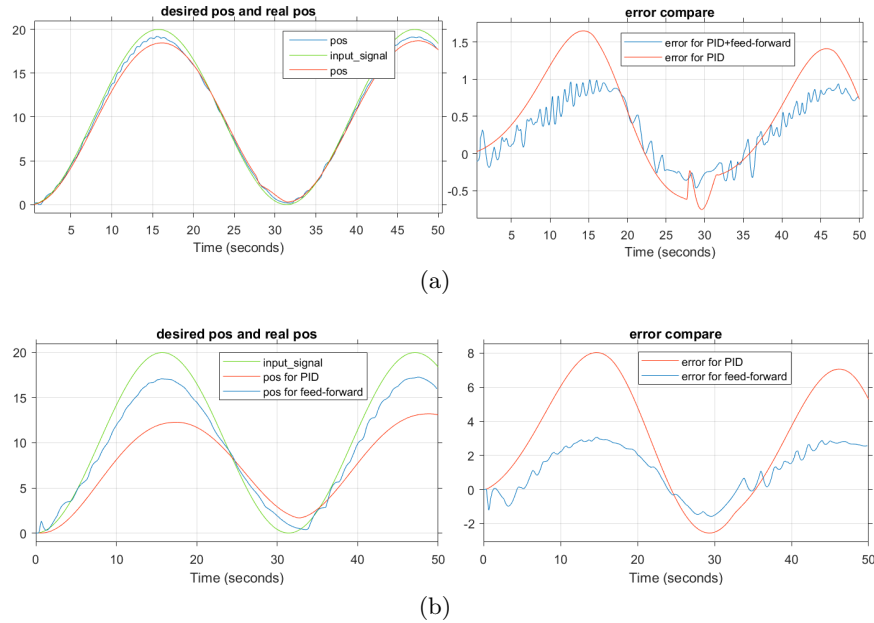 desired pos and real pos
20
15
10
5
0
pos
input_signal
pos
5 10 15 20 25 30 35 40 45 50
Time (seconds)
error compare
1.5
1
0.5
0
-0.5
error for PID+feed-forward
error for PID
5 10 15 20 25 30 35 40 45 50
Time (seconds)
(a)
desired pos and real pos
20
15
10
5
0
input_signal
pos for PID
pos for feed-forward
0 10 20 30 40 50
Time (seconds)
error compare
8
6
4
2
0
-2
error for PID
error for feed-forward
0 10 20 30 40 50
Time (seconds)
(b)